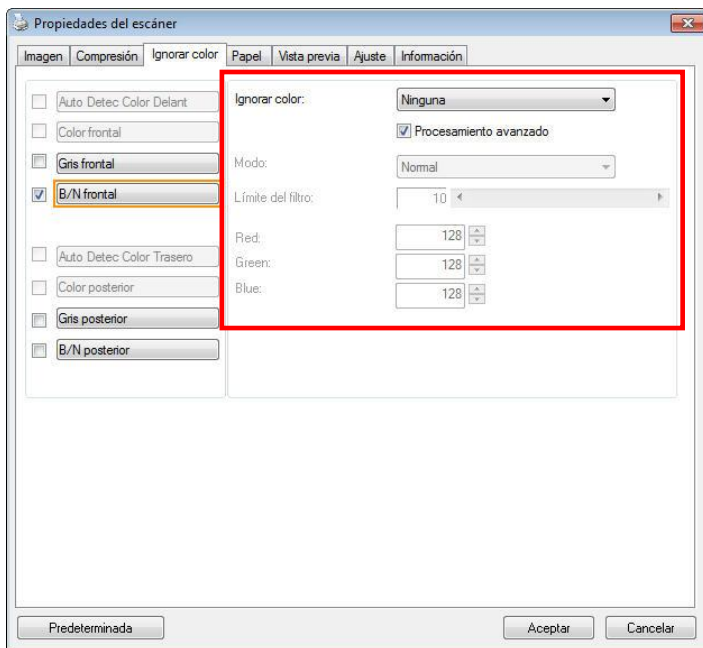 Propiedades del escáner
Imagen Compresión Ignorar color Papel Vista previa Ajuste Información
Auto Detec Color Delant
Color frontal
Gris frontal
B/N frontal
Auto Detec Color Trasero
Color posterior
Gris posterior
B/N posterior
Ignorar color: Ninguna
Procesamiento avanzado
Modo: Normal
Límite del filtro: 10
Red: 128
Green: 128
Blue: 128
Predeterminada Aceptar Cancelar